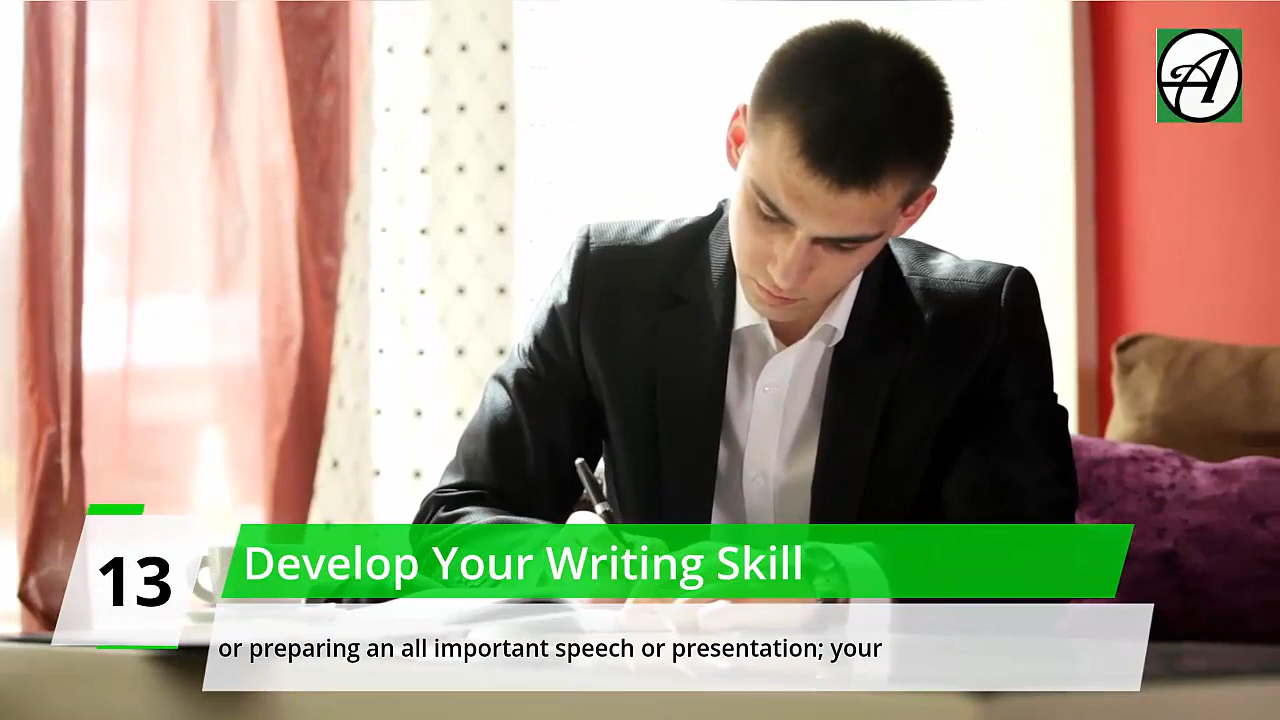 A
13
Develop Your Writing Skill
or preparing an all important speech or presentation; your